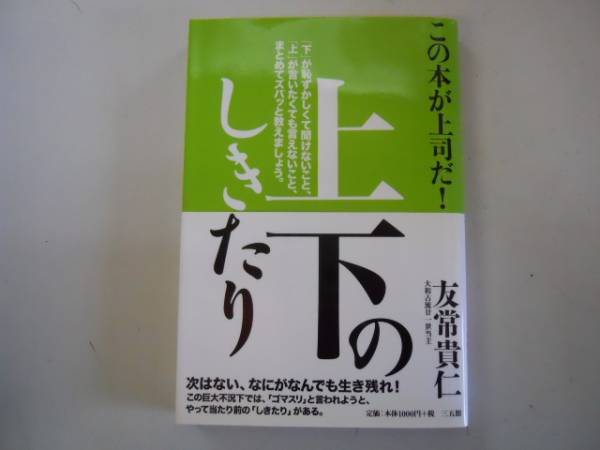 この本が上司だ！
「下」が恥ずかしくて聞けないこと、
「上」が言いたくても言えないこと、
まとめてズバッと教えましょう。
上下の
しきたり
友常貴仁
大和古流廿一世当主
次はない、なにがなんでも生き残れ！
この巨大不況下では、「ゴマスリ」と言われようと、
やって当たり前の「しきたり」がある。
定価：本体1000円＋税 三五館